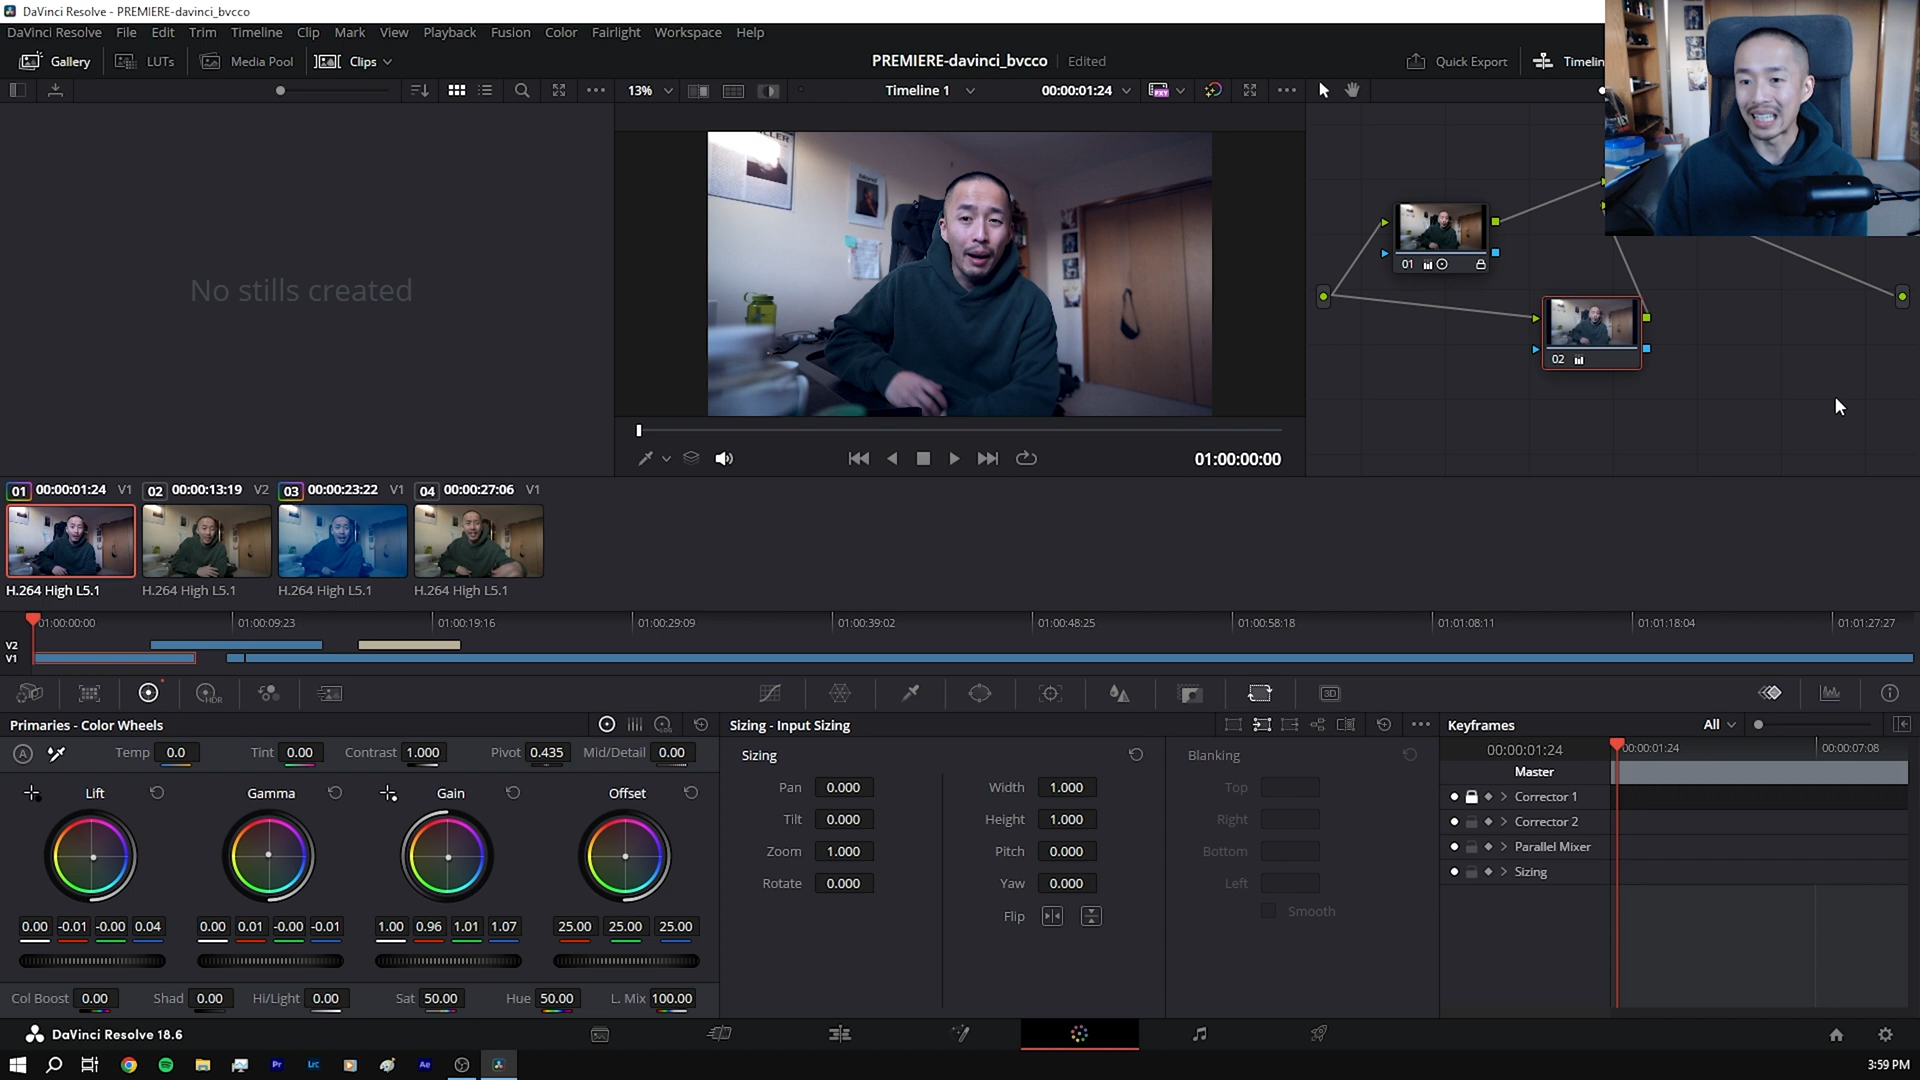 DaVinci Resolve - PREMIERE-davinci_bvcco
DaVinci Resolve File Edit Trim Timeline Clip Mark View Playback Fusion Color Fairlight Workspace Help
Gallery LUTs Media Pool Clips PREMIERE-davinci_bvcco Edited Quick Export Timelin
13% Timeline 1 00:00:01:24
No stills created
01
02
01:00:00:00
01 00:00:01:24 V1 02 00:00:13:19 V2 03 00:00:23:22 V1 04 00:00:27:06 V1
H.264 High L5.1 H.264 High L5.1 H.264 High L5.1 H.264 High L5.1
01:00:00:00 01:00:09:23 01:00:19:16 01:00:29:09 01:00:39:02 01:00:48:25 01:00:58:18 01:01:08:11 01:01:18:04 01:01:27:27
V2
V1
HDR 3D
Primaries - Color Wheels Sizing - Input Sizing Keyframes All
A Temp 0.0 Tint 0.00 Contrast 1.000 Pivot 0.435 Mid/Detail 0.00 Sizing Blanking 00:00:01:24 00:00:01:24 00:00:07:08
Master
Lift Gamma Gain Offset Pan 0.000 Width 1.000 Top Corrector 1
Tilt 0.000 Height 1.000 Right Corrector 2
Zoom 1.000 Pitch 0.000 Bottom Parallel Mixer
Rotate 0.000 Yaw 0.000 Left Sizing
Flip Smooth
0.00 -0.01 -0.00 0.04 0.00 0.01 -0.00 -0.01 1.00 0.96 1.01 1.07 25.00 25.00 25.00
Col Boost 0.00 Shad 0.00 Hi/Light 0.00 Sat 50.00 Hue 50.00 L. Mix 100.00
DaVinci Resolve 18.6
Pr Lrc Ae 3:59 PM